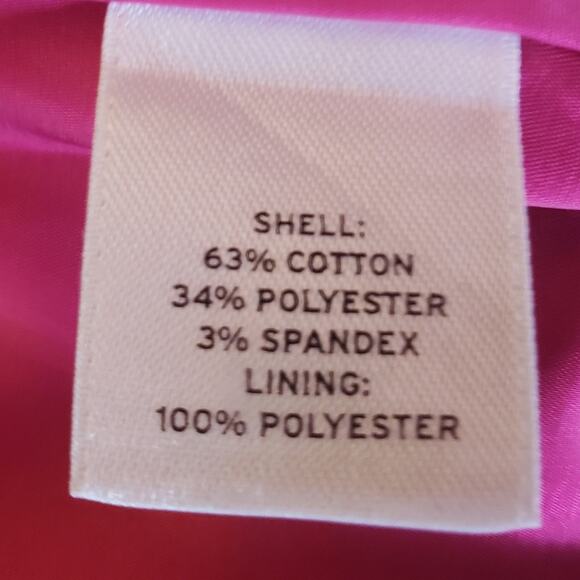 SHELL:
63% COTTON
34% POLYESTER
3% SPANDEX
LINING:
100% POLYESTER